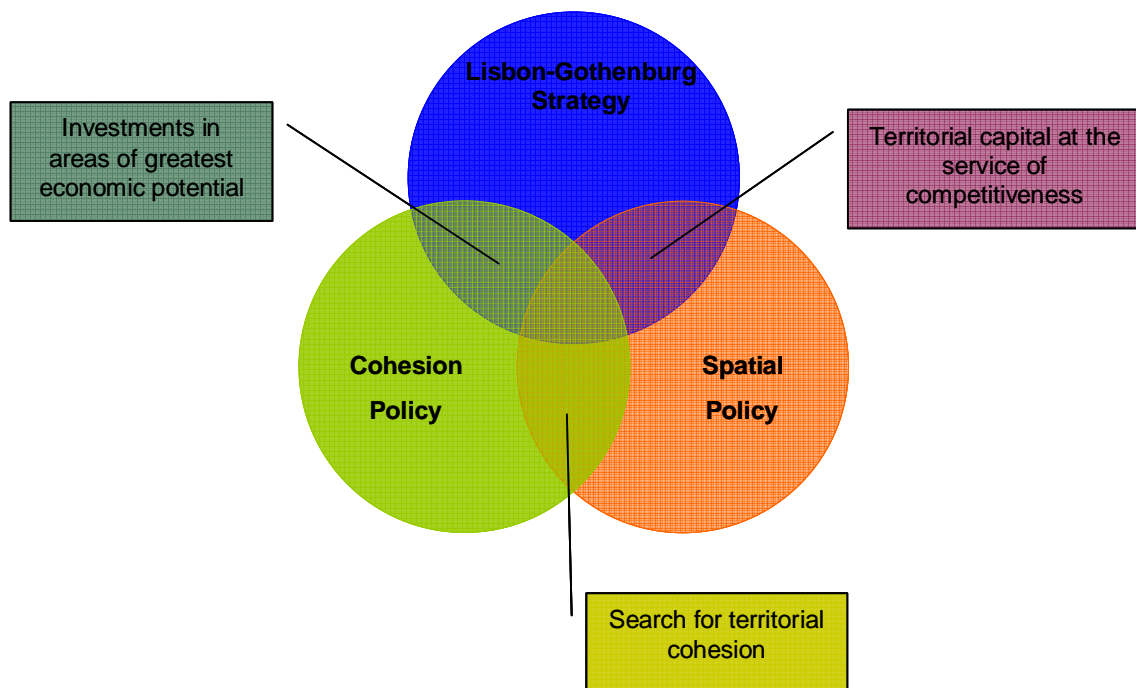 Lisbon-Gothenburg
Strategy
Investments in
areas of greatest
economic potential
Territorial capital at the
service of
competitiveness
Cohesion
Policy
Spatial
Policy
Search for territorial
cohesion